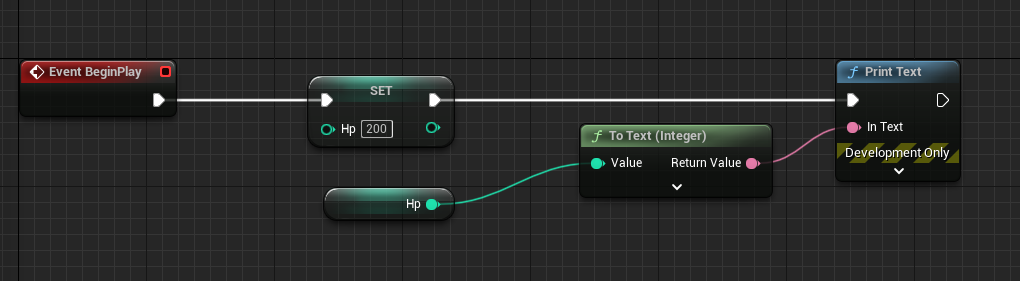 Event BeginPlay
SET
Hp 200
Hp
To Text (Integer)
Value Return Value
Print Text
In Text
Development Only